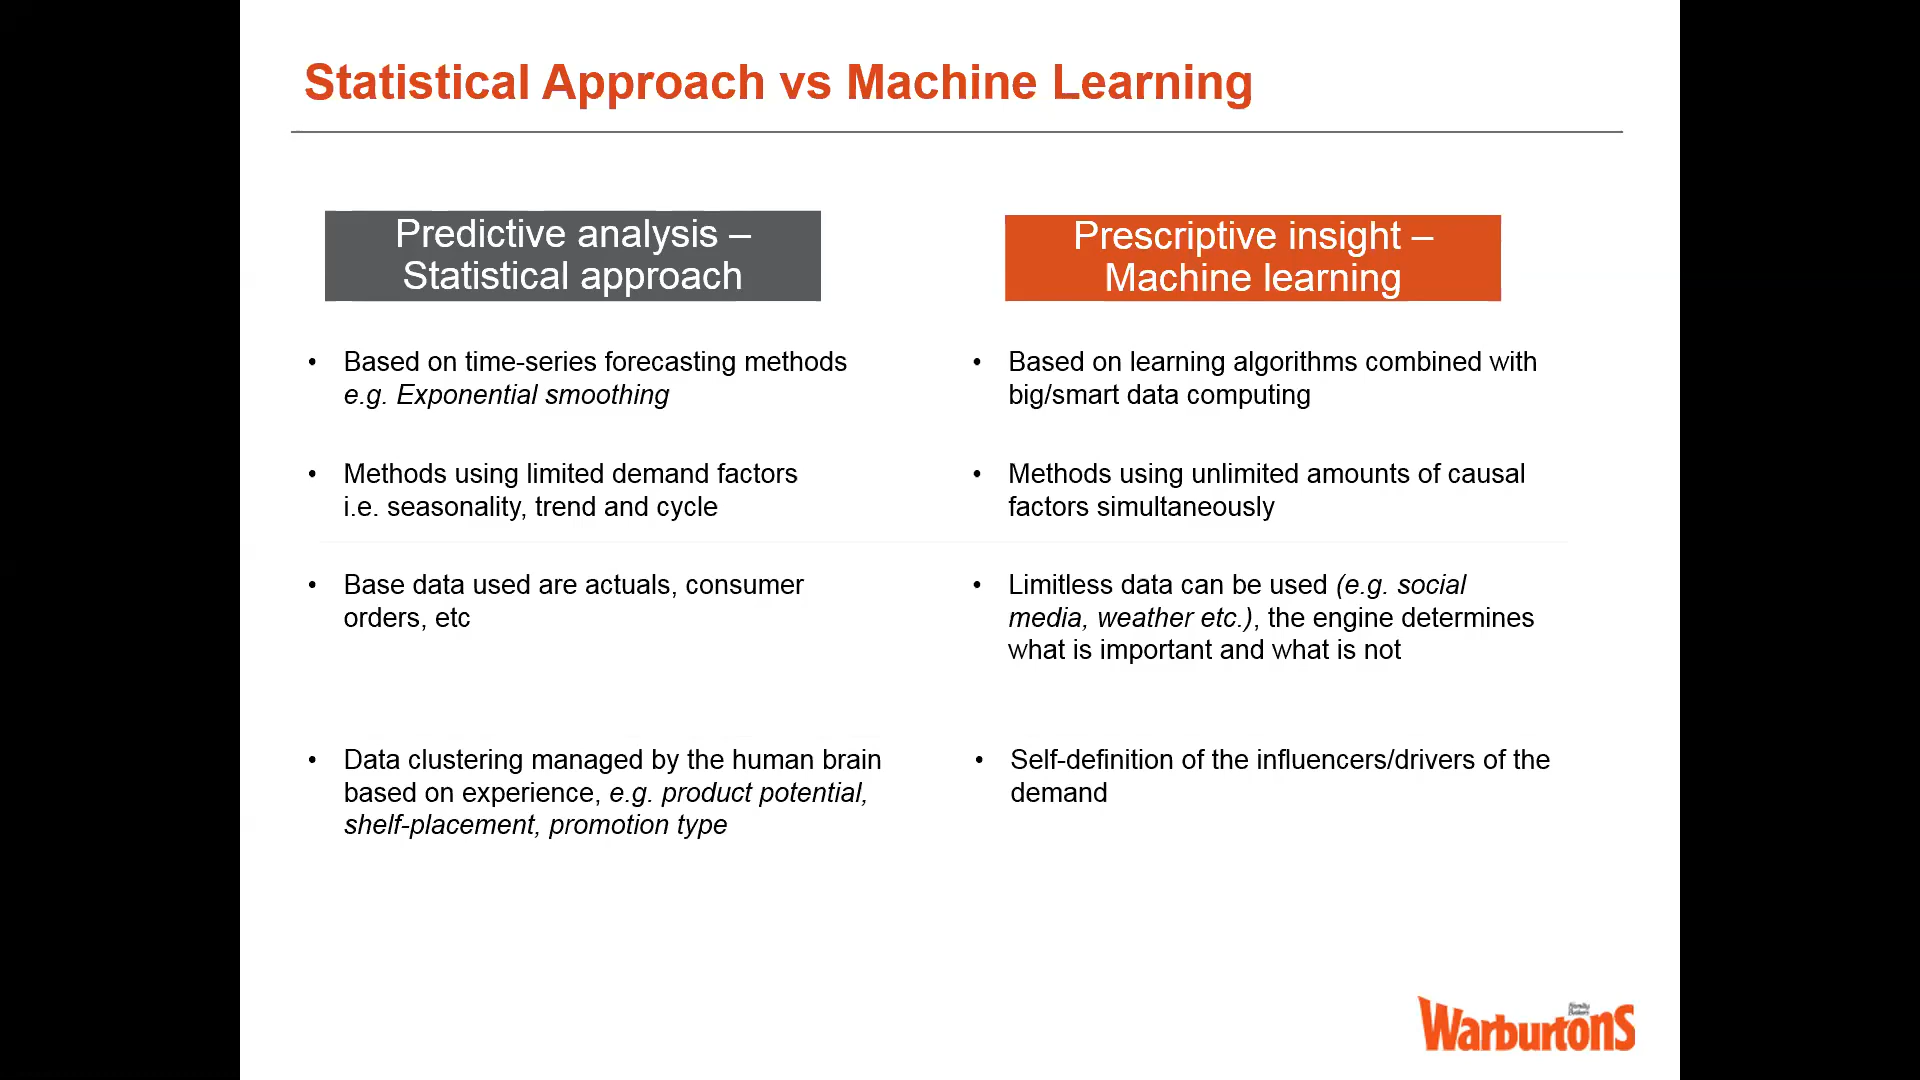 Statistical Approach vs Machine Learning
Predictive analysis –
Statistical approach
• Based on time-series forecasting methods
e.g. Exponential smoothing
• Methods using limited demand factors
i.e. seasonality, trend and cycle
• Base data used are actuals, consumer
orders, etc
• Data clustering managed by the human brain
based on experience, e.g. product potential,
shelf-placement, promotion type
Prescriptive insight –
Machine learning
• Based on learning algorithms combined with
big/smart data computing
• Methods using unlimited amounts of causal
factors simultaneously
• Limitless data can be used (e.g. social
media, weather etc.), the engine determines
what is important and what is not
• Self-definition of the influencers/drivers of the
demand
Warburtons